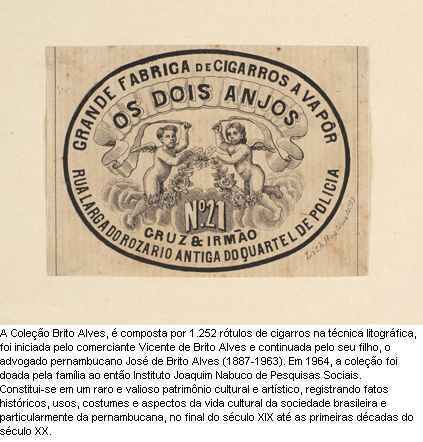 GRANDE FABRICA DE CIGARROS A VAPÔR
OS DOIS ANJOS
Nº 21
CRUZ & IRMÃO
RUA LARGA DO ROZARIO ANTIGA DO QUARTEL DE POLICIA
A Coleção Brito Alves, é composta por 1.252 rótulos de cigarros na técnica litográfica,
foi iniciada pelo comerciante Vicente de Brito Alves e continuada pelo seu filho, o
advogado pernambucano José de Brito Alves (1887-1963). Em 1964, a coleção foi
doada pela família ao então Instituto Joaquim Nabuco de Pesquisas Sociais.
Constitui-se em um raro e valioso patrimônio cultural e artístico, registrando fatos
históricos, usos, costumes e aspectos da vida cultural da sociedade brasileira e
particularmente da pernambucana, no final do século XIX até as primeiras décadas do
século XX.